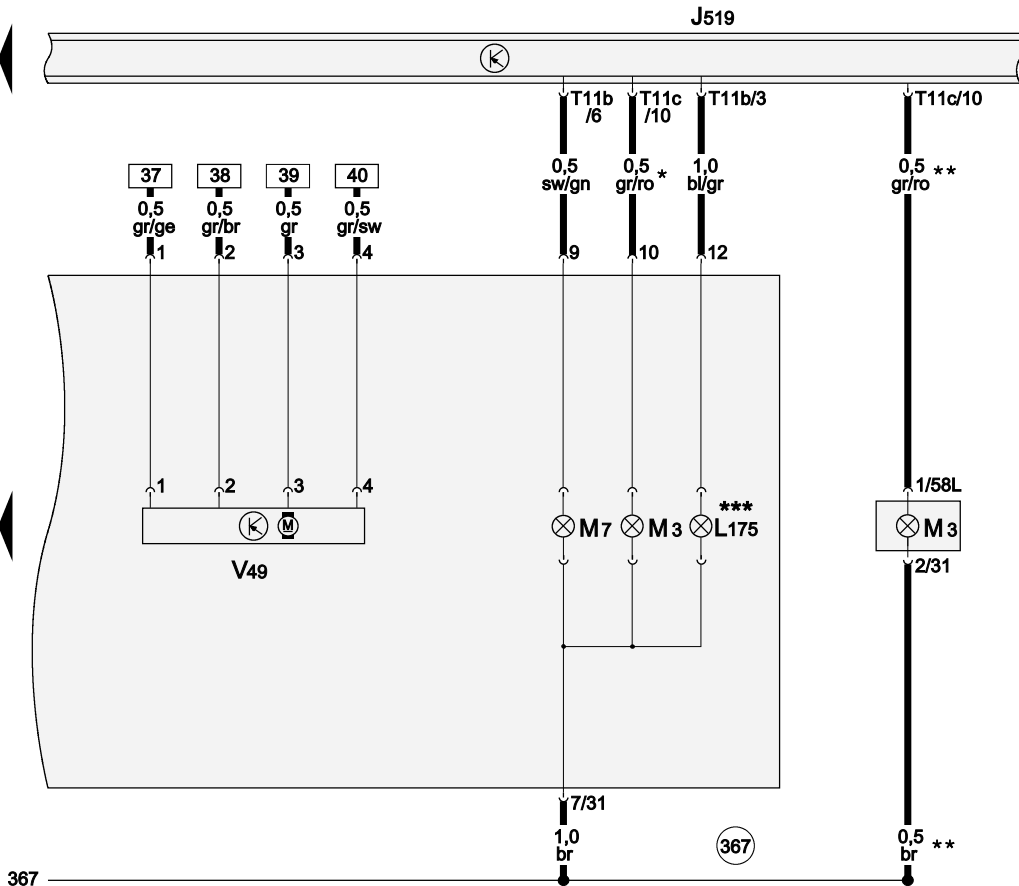 J519
T11b
/6
T11c
/10
T11b/3
T11c/10
0,5
sw/gn
0,5
gr/ro *
1,0
bl/gr
0,5
gr/ro **
37 38 39 40
0,5
gr/ge
0,5
gr/br
0,5
gr
0,5
gr/sw
1 2 3 4 9 10 12
1 2 3 4 1/58L
M
M7 M3 ***
L175
M3
V49
2/31
7/31
1,0
br
367
0,5
br **
367